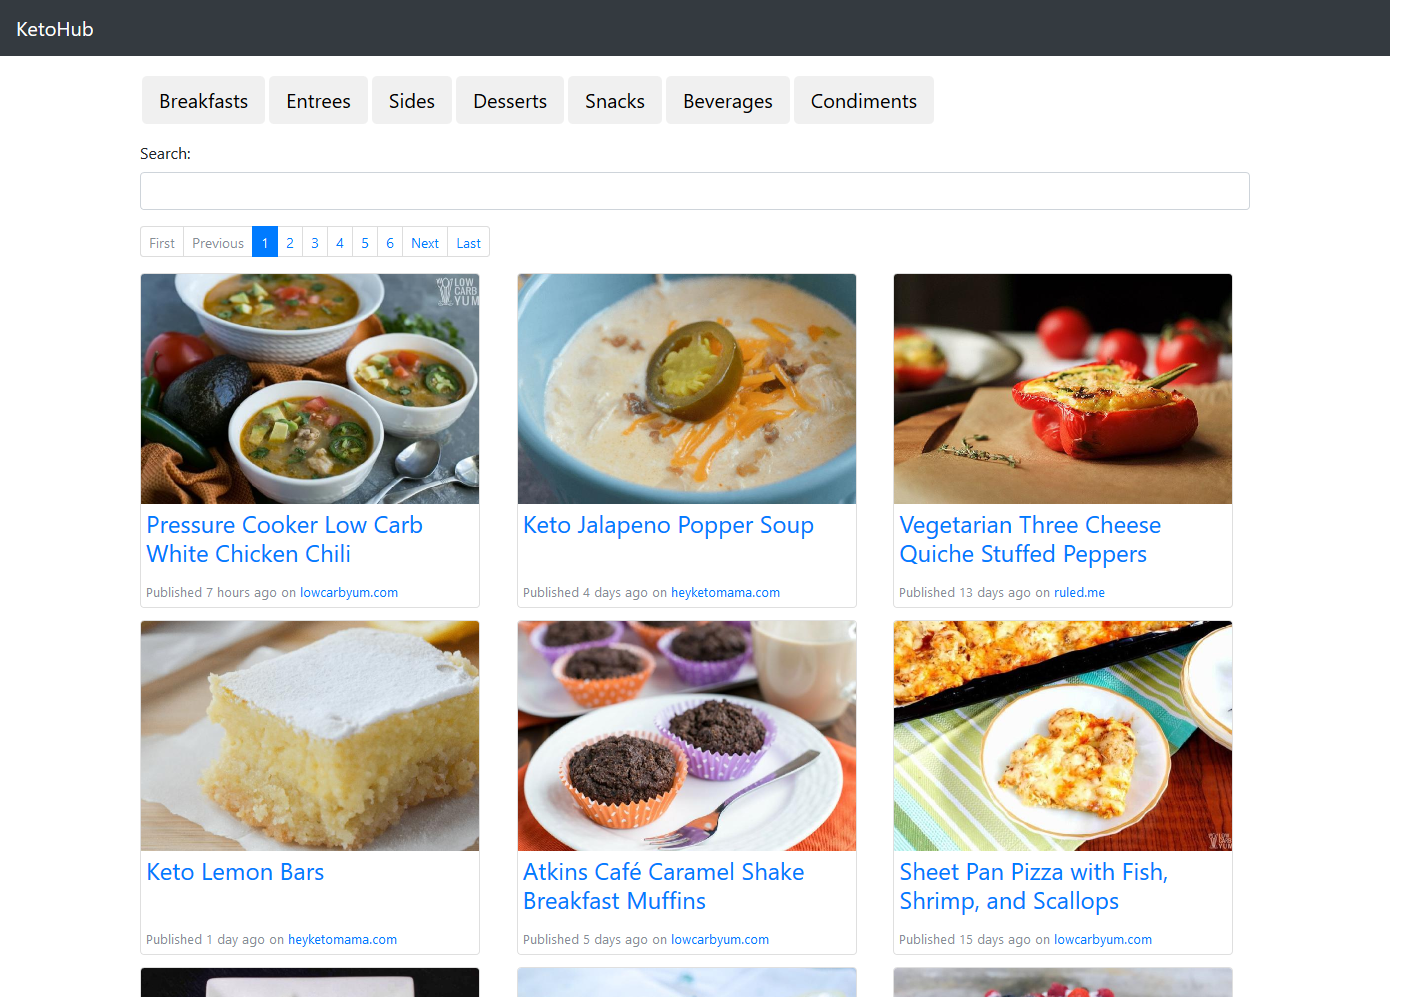 KetoHub
Breakfasts Entrees Sides Desserts Snacks Beverages Condiments
Search:
First Previous 1 2 3 4 5 6 Next Last
LOW
CARB
YUM
Pressure Cooker Low Carb
White Chicken Chili
Published 7 hours ago on lowcarbyum.com
Keto Jalapeno Popper Soup
Published 4 days ago on heyketomama.com
Vegetarian Three Cheese
Quiche Stuffed Peppers
Published 13 days ago on ruled.me
Keto Lemon Bars
Published 1 day ago on heyketomama.com
Atkins Café Caramel Shake
Breakfast Muffins
Published 5 days ago on lowcarbyum.com
LOW
CARB
YUM
Sheet Pan Pizza with Fish,
Shrimp, and Scallops
Published 15 days ago on lowcarbyum.com